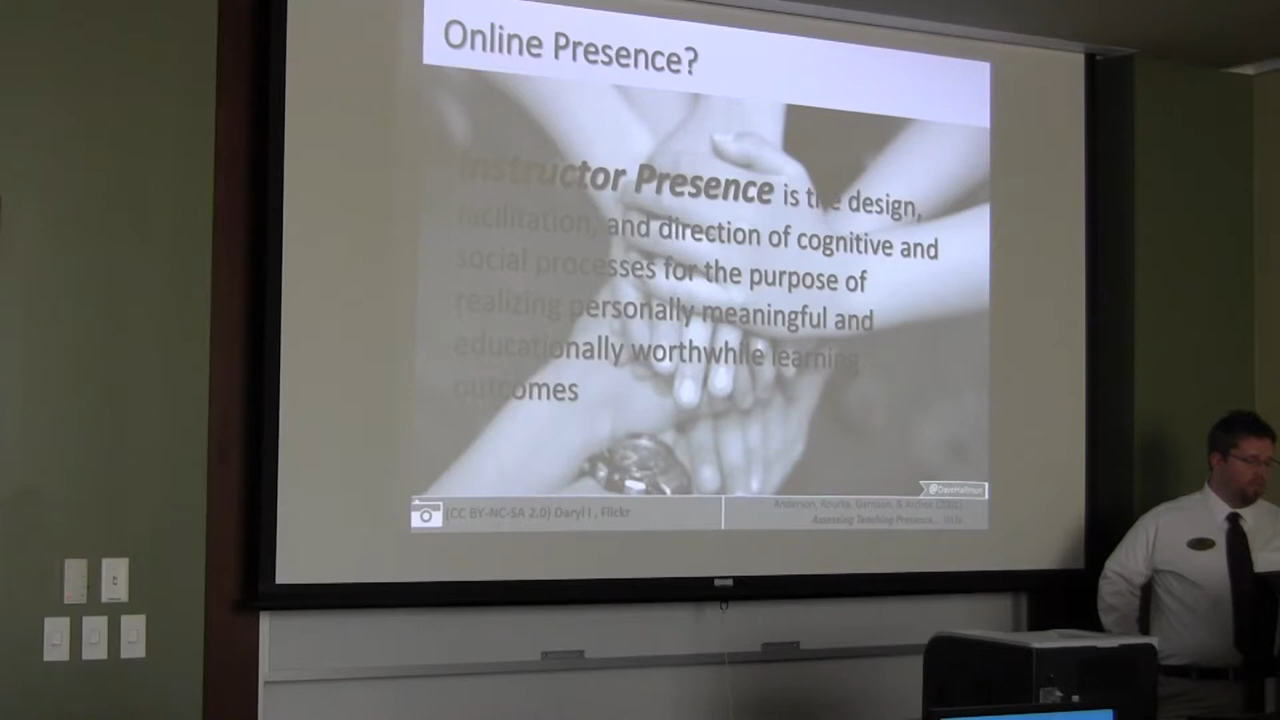 Online Presence?
Instructor Presence is the design,
facilitation, and direction of cognitive and
social processes for the purpose of
realizing personally meaningful and
educationally worthwhile learning
outcomes
@DaveHallmon
(CC BY-NC-SA 2.0) Daryl I, Flickr
Anderson, Rourke, Garrison, & Archer (2001)
Assessing Teaching Presence...